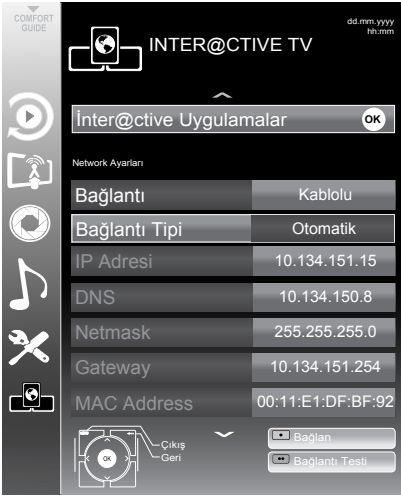 COMFORT
GUIDE
INTER@CTIVE TV
dd.mm.yyyy
hh:mm
İnter@ctive Uygulamalar OK
Network Ayarları
Bağlantı Kablolu
Bağlantı Tipi Otomatik
IP Adresi 10.134.151.15
DNS 10.134.150.8
Netmask 255.255.255.0
Gateway 10.134.151.254
MAC Address 00:11:E1:DF:BF:92
OK
Çıkış
Geri
Bağlan
Bağlantı Testi